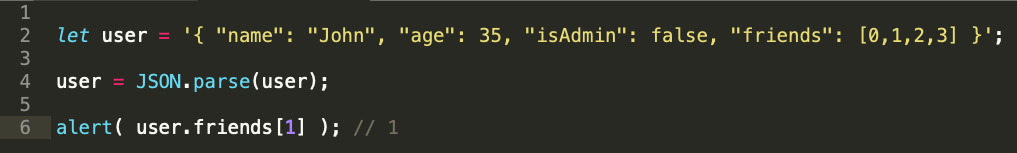 1
2 let user = '{ "name": "John", "age": 35, "isAdmin": false, "friends": [0,1,2,3] }';
3
4 user = JSON.parse(user);
5
6 alert( user.friends[1] ); // 1